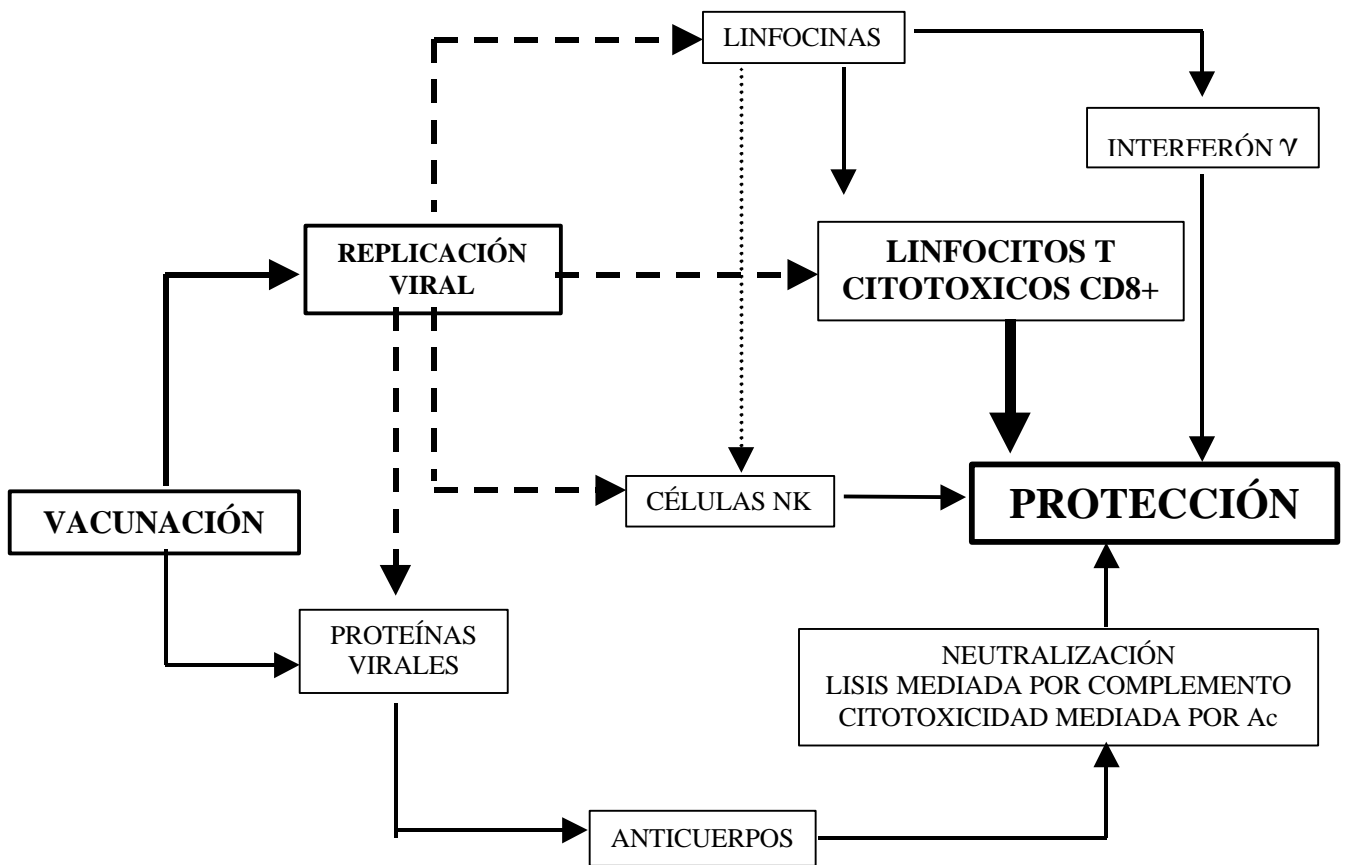 LINFOCINAS
INTERFERÓN γ
REPLICACIÓN
VIRAL
LINFOCITOS T
CITOTOXICOS CD8+
CÉLULAS NK
PROTECCIÓN
VACUNACIÓN
PROTEÍNAS
VIRALES
NEUTRALIZACIÓN
LISIS MEDIADA POR COMPLEMENTO
CITOTOXICIDAD MEDIADA POR Ac
ANTICUERPOS